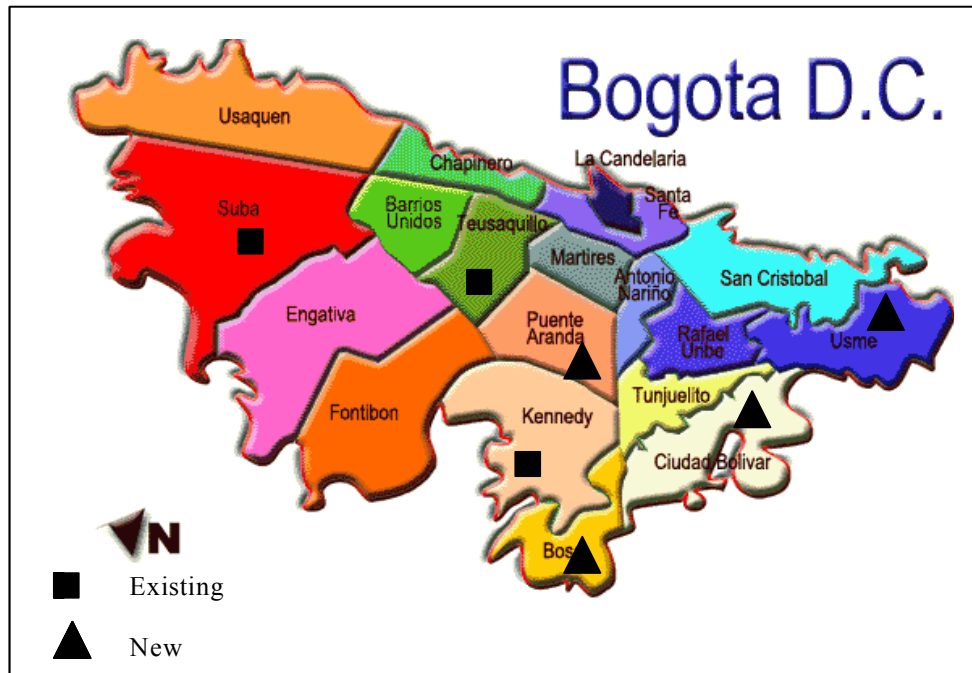 Bogota D.C.
Usaquen
Chapinero
La Candelaria
Santa
Fe
Suba
Barrios
Unidos
Teusaquillo
Martires
Antonio
Nariño
San Cristobal
Engativa
Puente
Aranda
Rafael
Uribe
Usme
Fontibon
Kennedy
Tunjuelito
Ciudad Bolivar
Bos
N
Existing
New